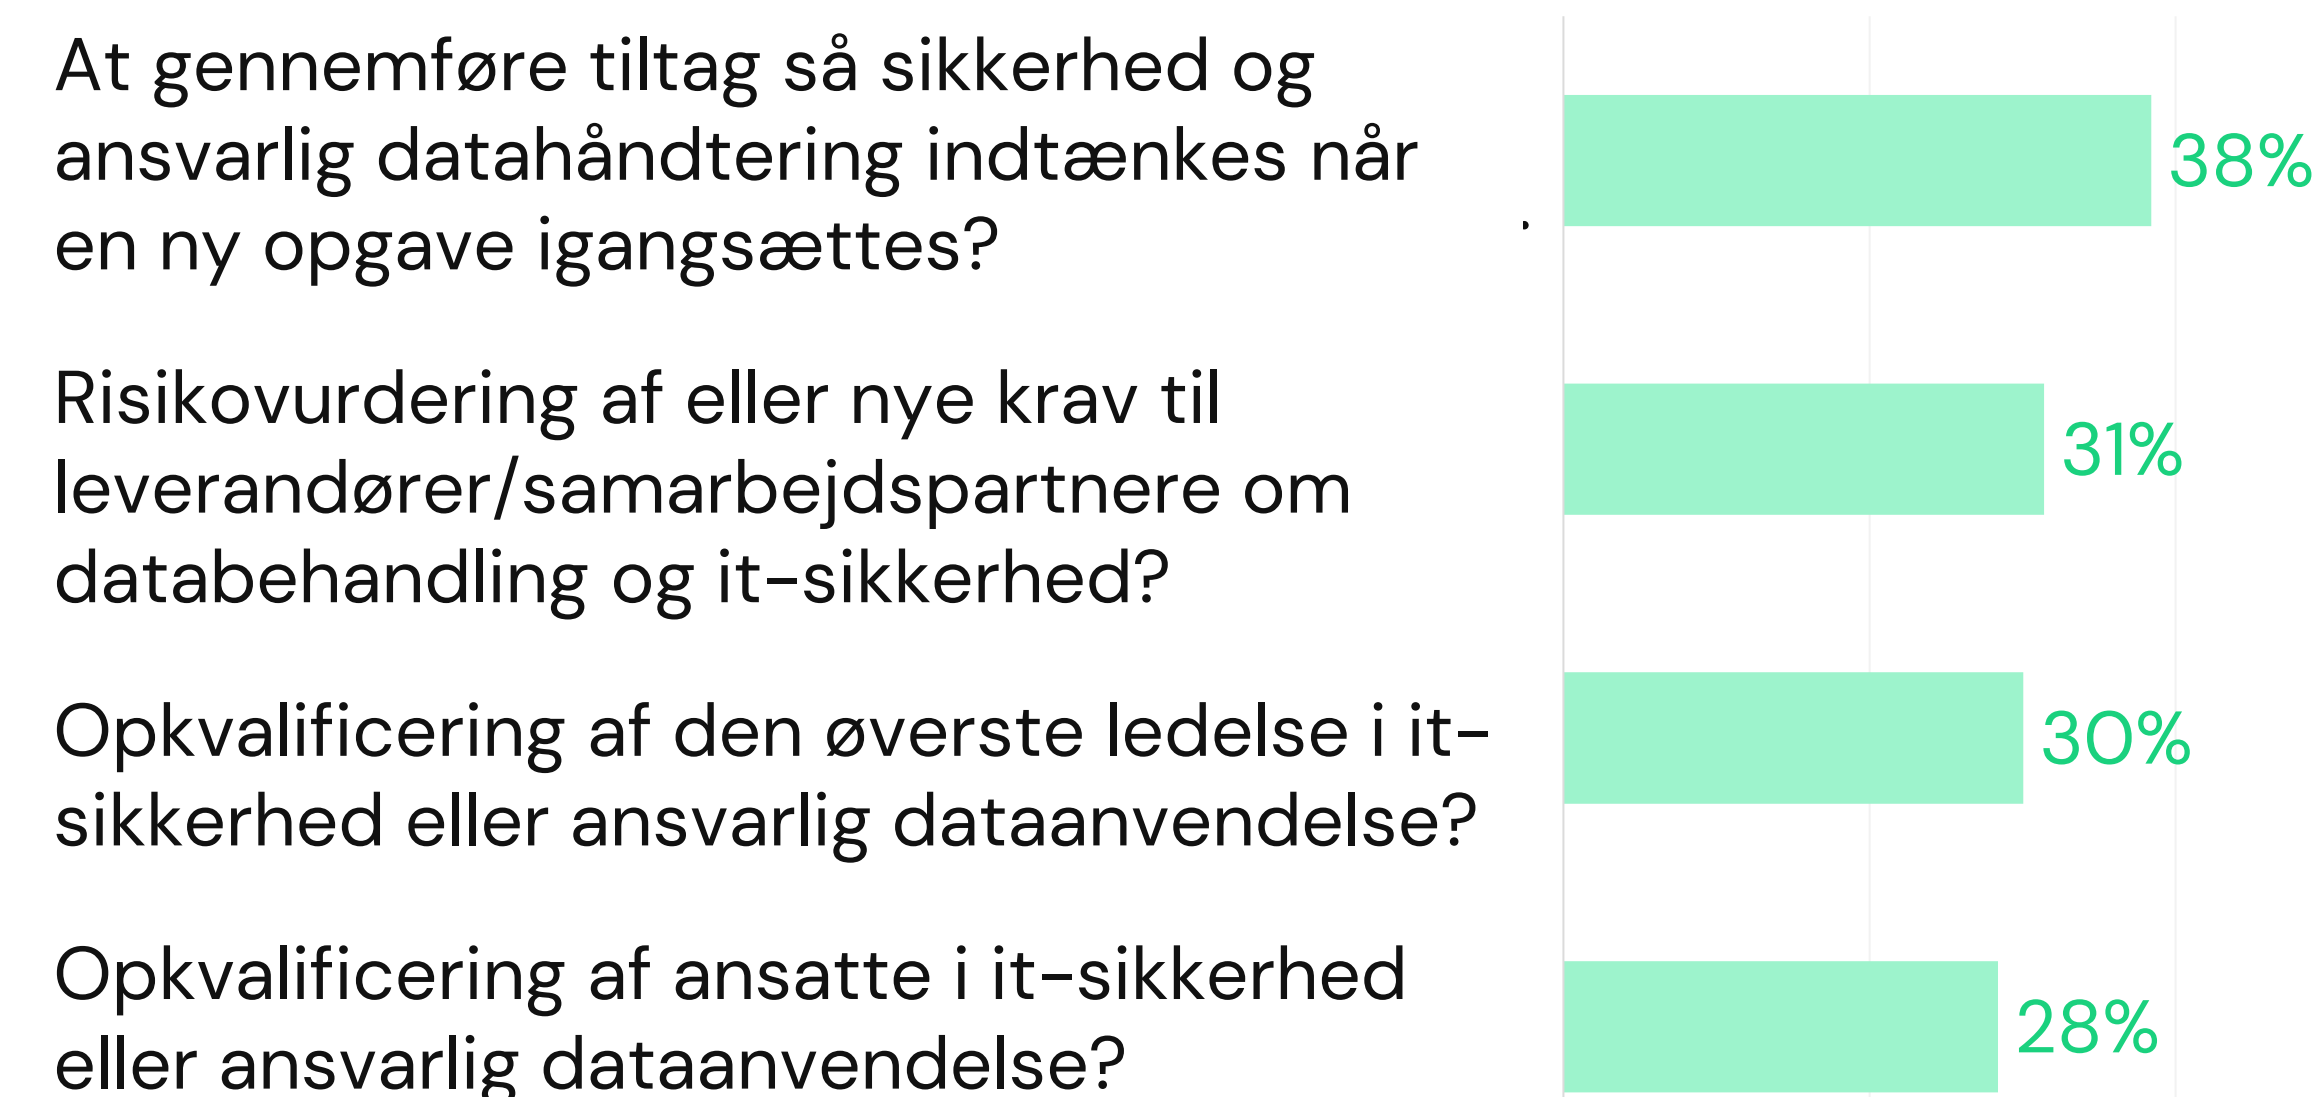 At gennemføre tiltag så sikkerhed og
ansvarlig datahåndtering indtænkes når
en ny opgave igangsættes?
38%
Risikovurdering af eller nye krav til
leverandører/samarbejdspartnere om
databehandling og it-sikkerhed?
31%
Opkvalificering af den øverste ledelse i it-
sikkerhed eller ansvarlig dataanvendelse?
30%
Opkvalificering af ansatte i it-sikkerhed
eller ansvarlig dataanvendelse?
28%